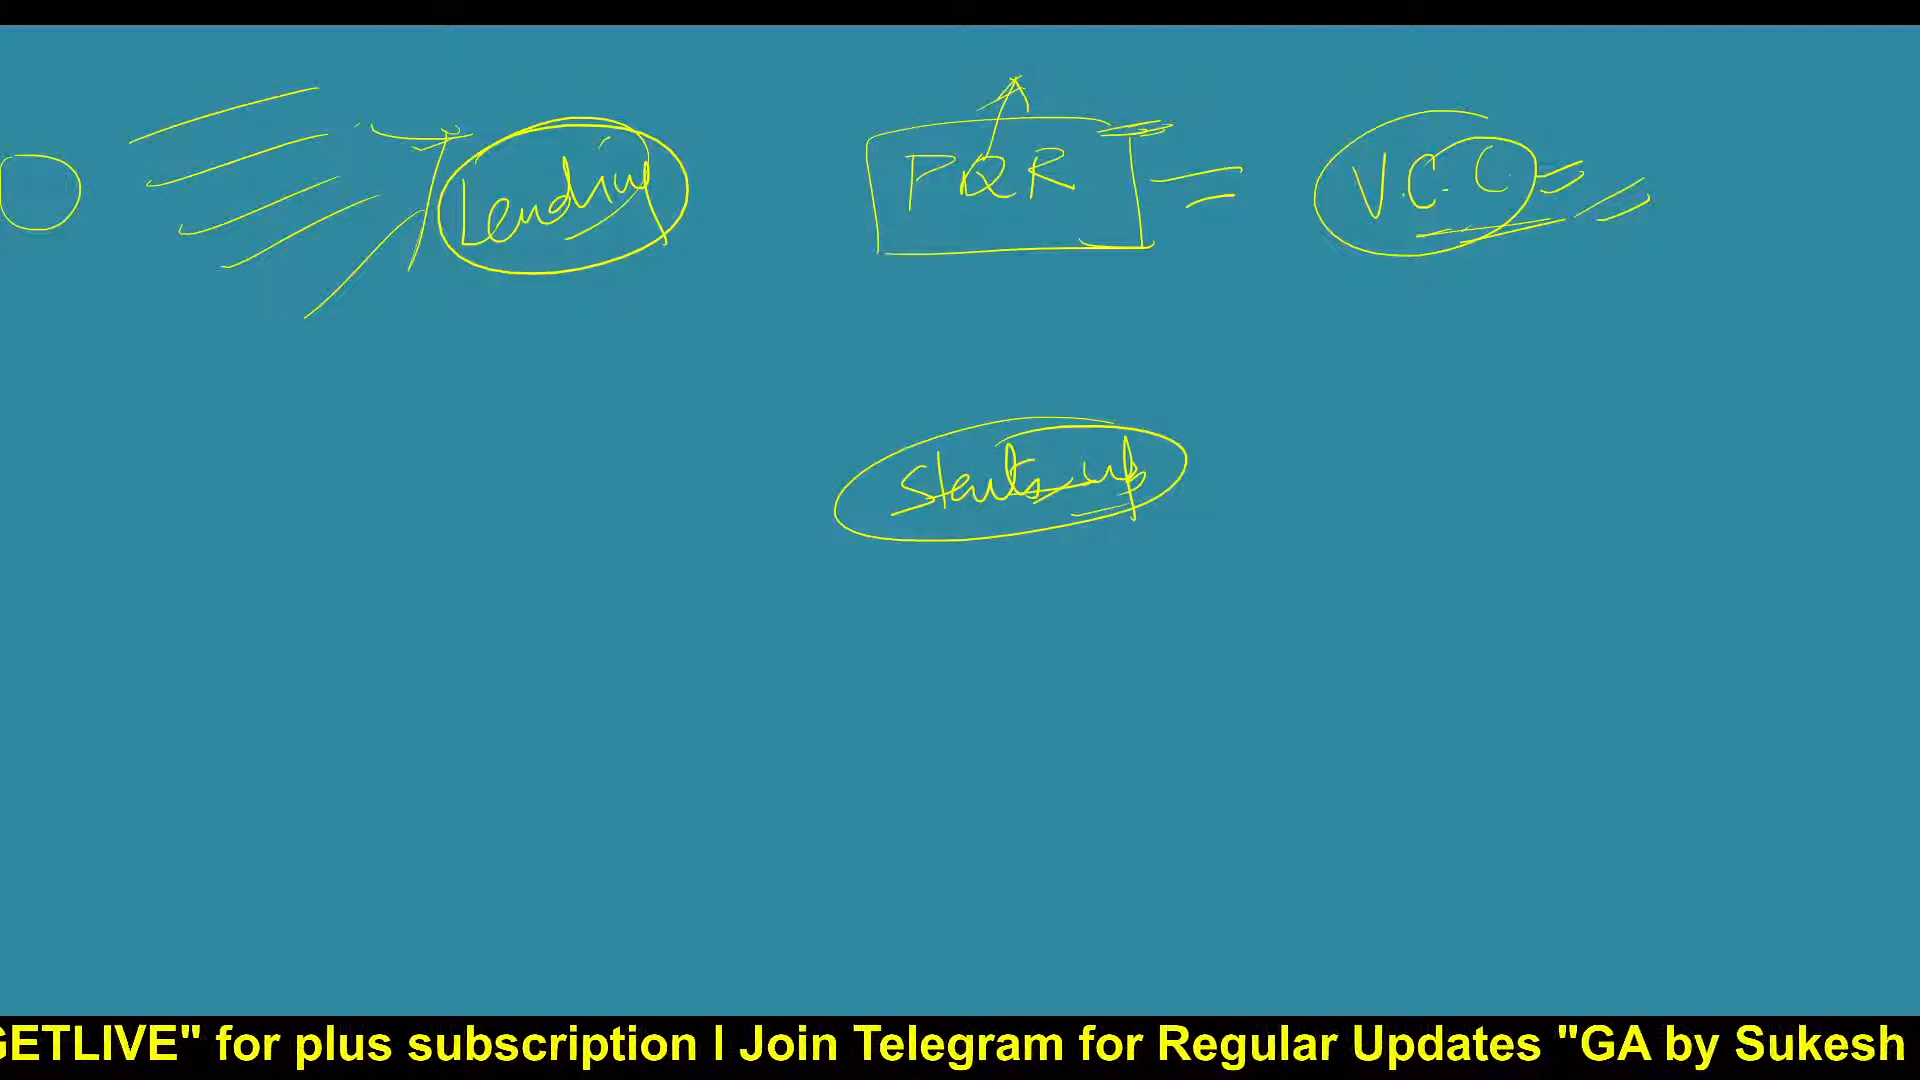 Lending PQR V.C.C
Starts-up
GETLIVE" for plus subscription l Join Telegram for Regular Updates "GA by Sukesh